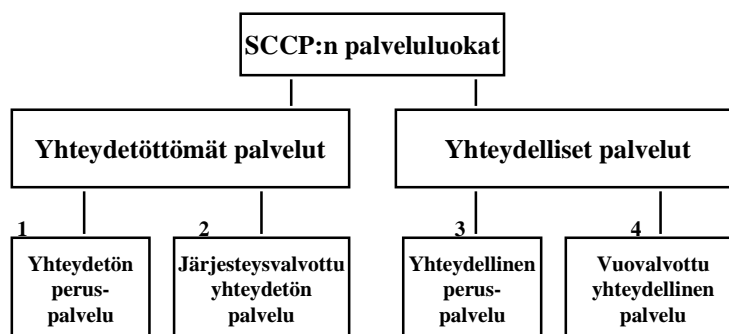 SCCP:n palveluluokat
Yhteydetöttömät palvelut
Yhteydelliset palvelut
1
Yhteydetön
perus-
palvelu
2
Järjesteysvalvottu
yhteydetön
palvelu
3
Yhteydellinen
perus-
palvelu
4
Vuovalvottu
yhteydellinen
palvelu